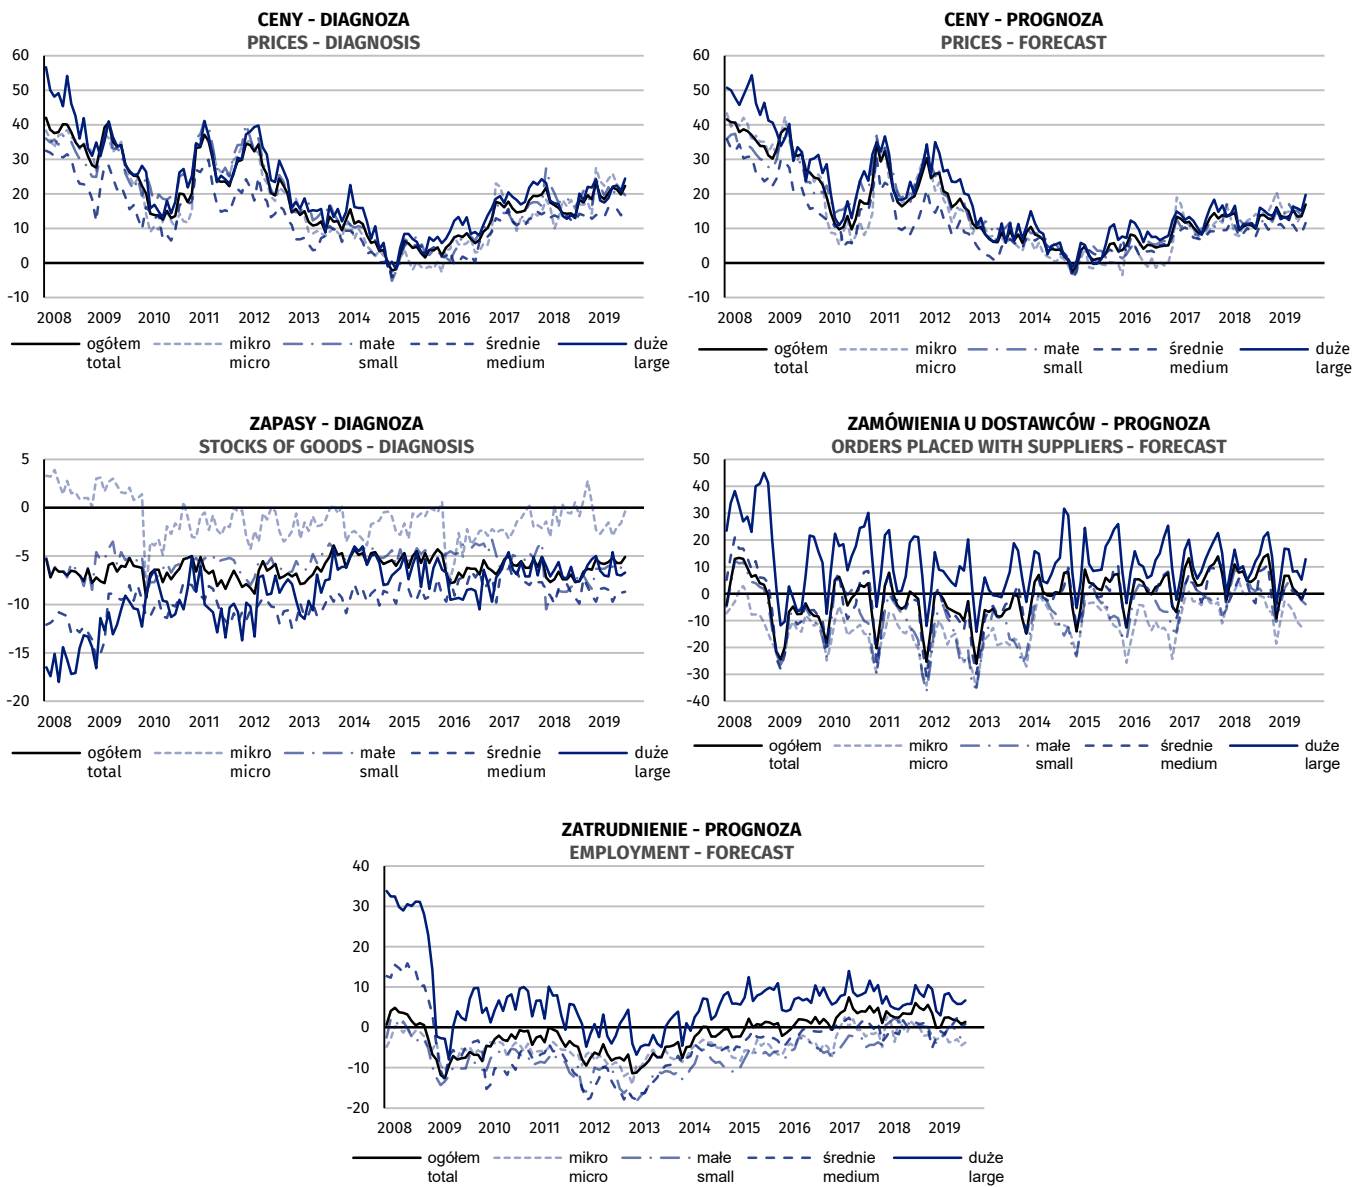 CENY - DIAGNOZA
PRICES - DIAGNOSIS
60
50
40
30
20
10
0
-10
2008 2009 2010 2011 2012 2013 2014 2015 2016 2017 2018 2019
ogółem mikro małe średnie duże
total micro small medium large
CENY - PROGNOZA
PRICES - FORECAST
60
50
40
30
20
10
0
-10
2008 2009 2010 2011 2012 2013 2014 2015 2016 2017 2018 2019
ogółem mikro małe średnie duże
total micro small medium large
ZAPASY - DIAGNOZA
STOCKS OF GOODS - DIAGNOSIS
5
0
-5
-10
-15
-20
2008 2009 2010 2011 2012 2013 2014 2015 2016 2017 2018 2019
ogółem mikro małe średnie duże
total micro small medium large
ZAMÓWIENIA U DOSTAWCÓW - PROGNOZA
ORDERS PLACED WITH SUPPLIERS - FORECAST
50
40
30
20
10
0
-10
-20
-30
-40
2008 2009 2010 2011 2012 2013 2014 2015 2016 2017 2018 2019
ogółem mikro małe średnie duże
total micro small medium large
ZATRUDNIENIE - PROGNOZA
EMPLOYMENT - FORECAST
40
30
20
10
0
-10
-20
2008 2009 2010 2011 2012 2013 2014 2015 2016 2017 2018 2019
ogółem mikro małe średnie duże
total micro small medium large